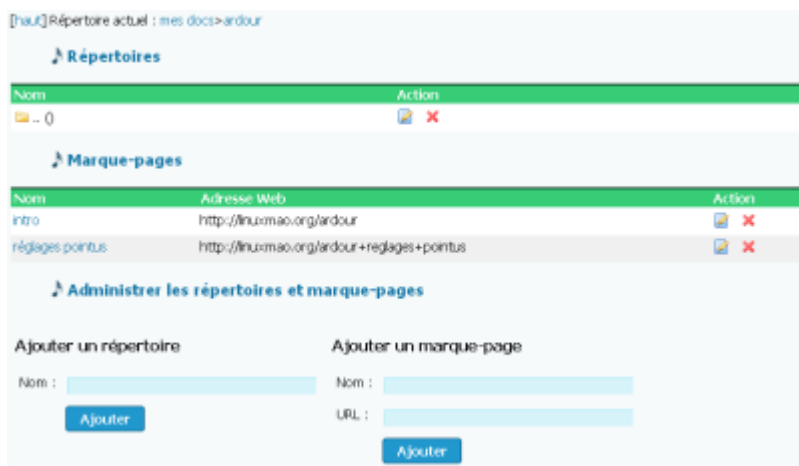 [haut] Répertoire actuel : mes docs>ardour
Répertoires
Nom Action
.. ()
Marque-pages
Nom Adresse Web Action
intro http://linuxmao.org/ardour
réglages pointus http://linuxmao.org/ardour+reglages+pointus
Administrer les répertoires et marque-pages
Ajouter un répertoire Ajouter un marque-page
Nom : Nom :
Ajouter URL :
Ajouter